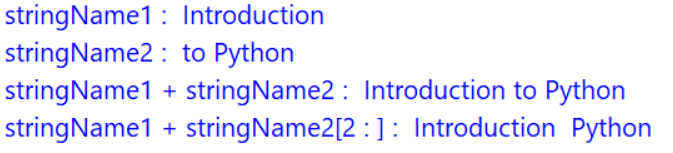 stringName1 :  Introduction
stringName2 :  to Python
stringName1 + stringName2 :  Introduction to Python
stringName1 + stringName2[2 : ] :  Introduction  Python